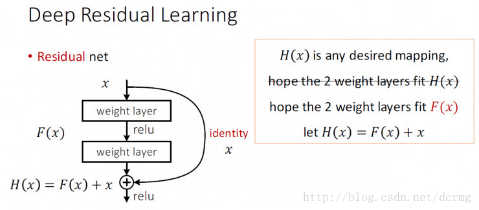 Deep Residual Learning
• Residual net
x
weight layer
relu
F(x)
weight layer
identity
x
H(x) = F(x) + x
relu
H(x) is any desired mapping,
hope the 2 weight layers fit H(x)
hope the 2 weight layers fit F(x)
let H(x) = F(x) + x
http://blog.csdn.net/dcrmg